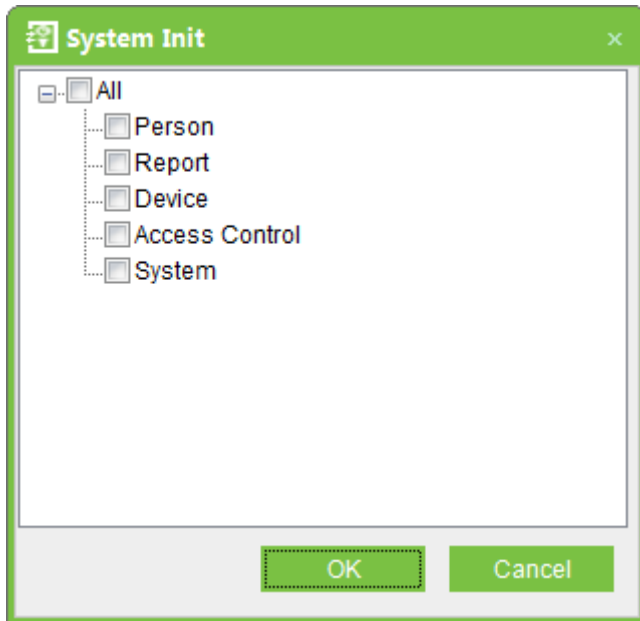 System Init
All
Person
Report
Device
Access Control
System
OK Cancel